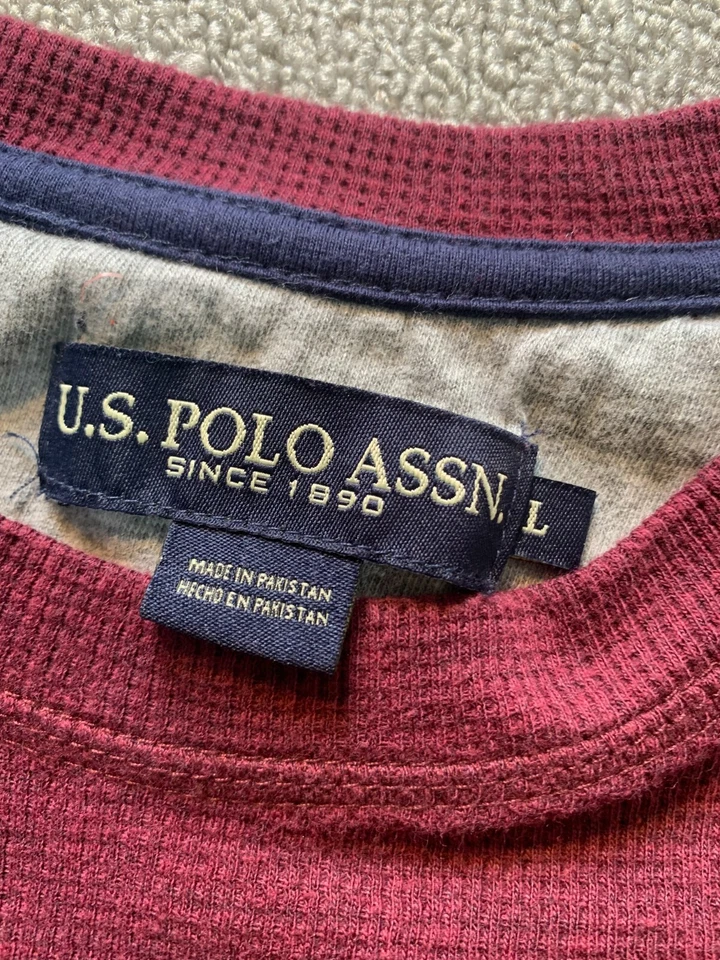 U.S. POLO ASSN.
SINCE 1890
L
MADE IN PAKISTAN
HECHO EN PAKISTAN